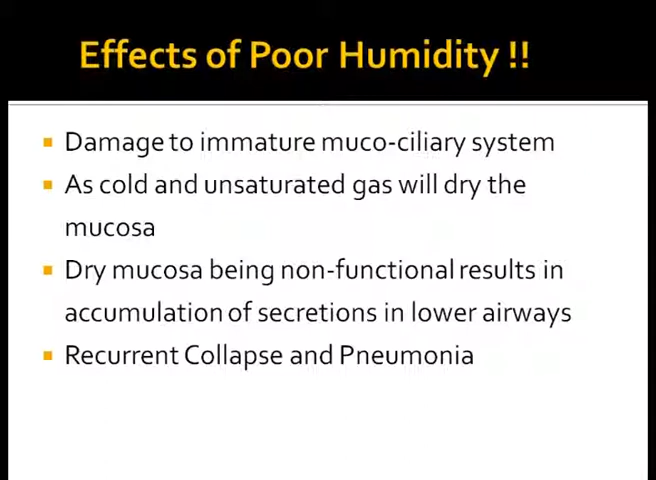 Effects of Poor Humidity !!
Damage to immature muco-ciliary system
As cold and unsaturated gas will dry the
mucosa
Dry mucosa being non-functional results in
accumulation of secretions in lower airways
Recurrent Collapse and Pneumonia